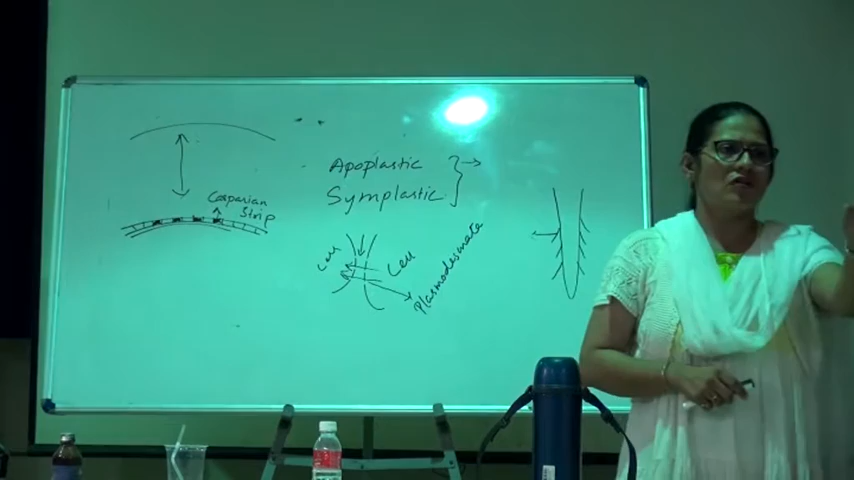 Apoplastic
Symplastic
Casparian
Strip
Cell
Cell
Plasmodesmata